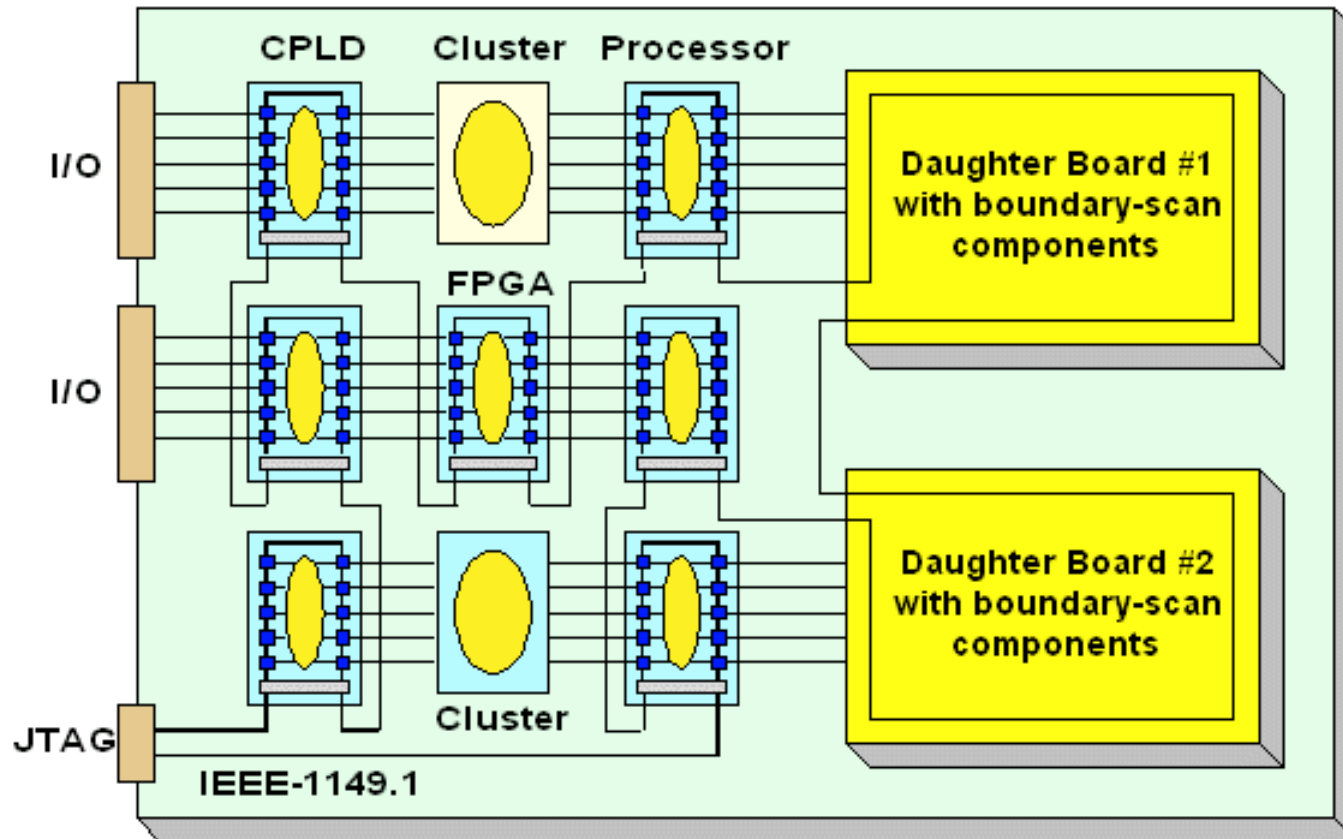 CPLD
Cluster
Processor
I/O
Daughter Board #1
with boundary-scan
components
FPGA
I/O
Daughter Board #2
with boundary-scan
components
Cluster
JTAG
IEEE-1149.1